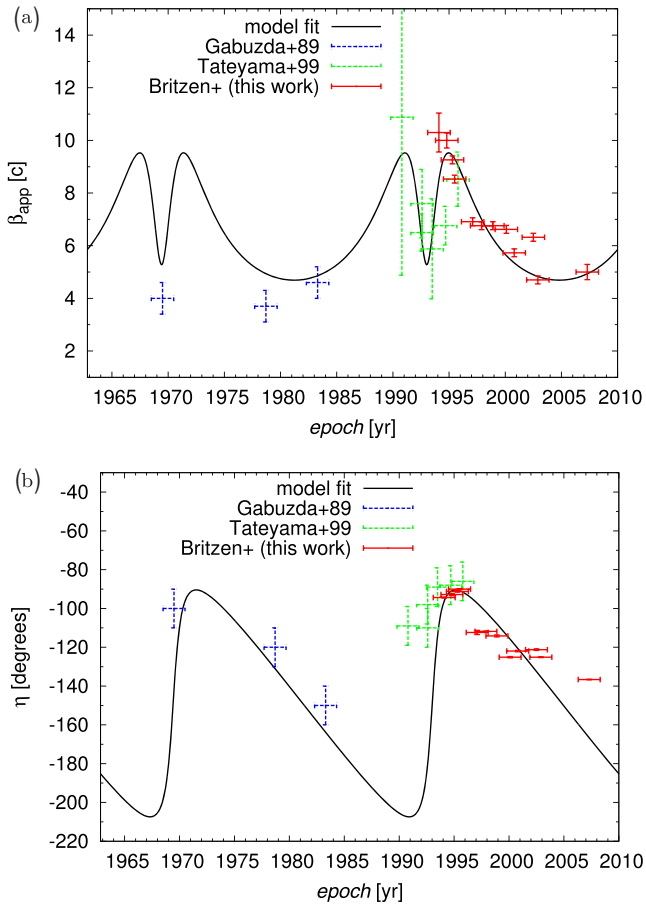 (a)
model fit
Gabuzda+89
Tateyama+99
Britzen+ (this work)
14
12
10
8
6
4
2
βapp [c]
1965 1970 1975 1980 1985 1990 1995 2000 2005 2010
epoch [yr]
(b)
model fit
Gabuzda+89
Tateyama+99
Britzen+ (this work)
-40
-60
-80
-100
-120
-140
-160
-180
-200
-220
η [degrees]
1965 1970 1975 1980 1985 1990 1995 2000 2005 2010
epoch [yr]